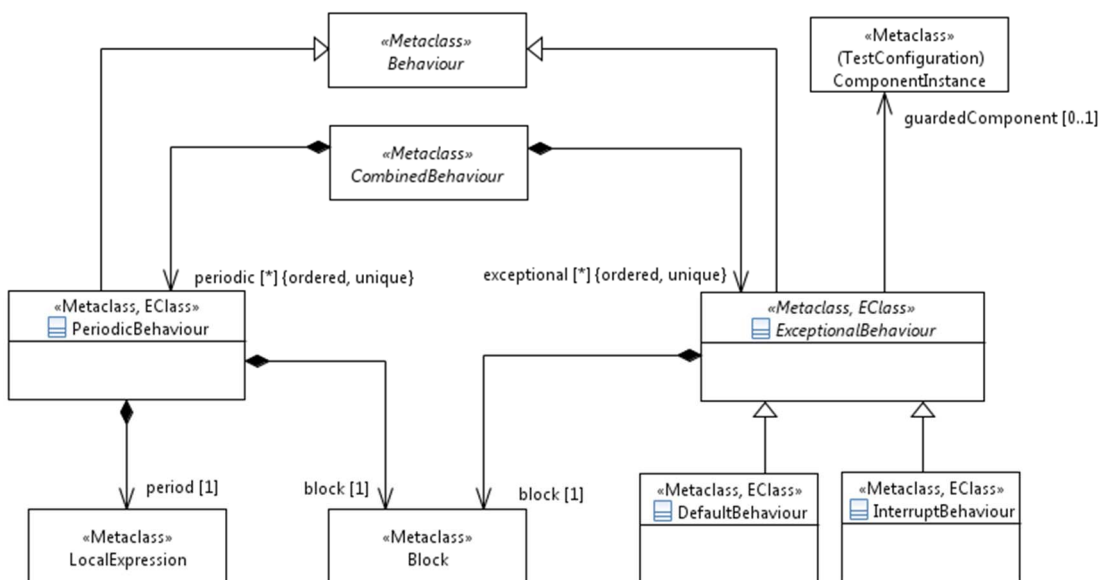 «Metaclass»
Behaviour
«Metaclass»
(TestConfiguration)
ComponentInstance
guardedComponent [0..1]
«Metaclass»
CombinedBehaviour
periodic [*] {ordered, unique}
exceptional [*] {ordered, unique}
«Metaclass, EClass»
PeriodicBehaviour
«Metaclass, EClass»
ExceptionalBehaviour
period [1]
block [1]
block [1]
«Metaclass»
LocalExpression
«Metaclass»
Block
«Metaclass, EClass»
DefaultBehaviour
«Metaclass, EClass»
InterruptBehaviour